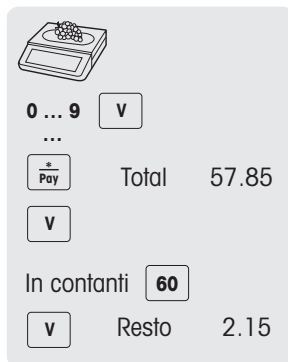 0 ... 9 V
...
*
Pay Total 57.85
V
In contanti 60
V Resto 2.15